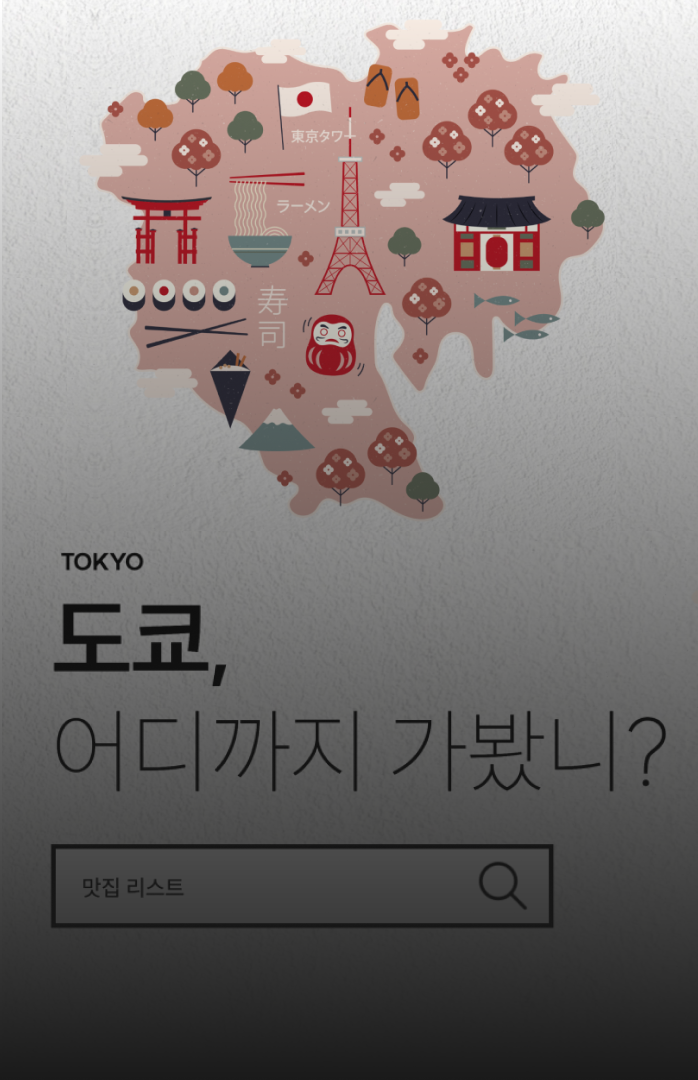 東京タワー
ラーメン
寿
司
TOKYO
도쿄,
어디까지 가봤니?
맛집 리스트